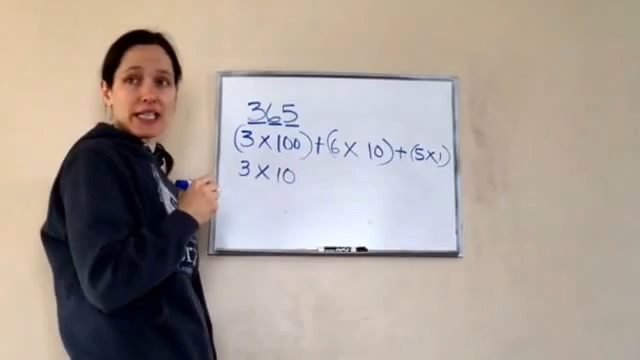 365
(3 × 100) + (6 × 10) + (5 × 1)
3 × 10